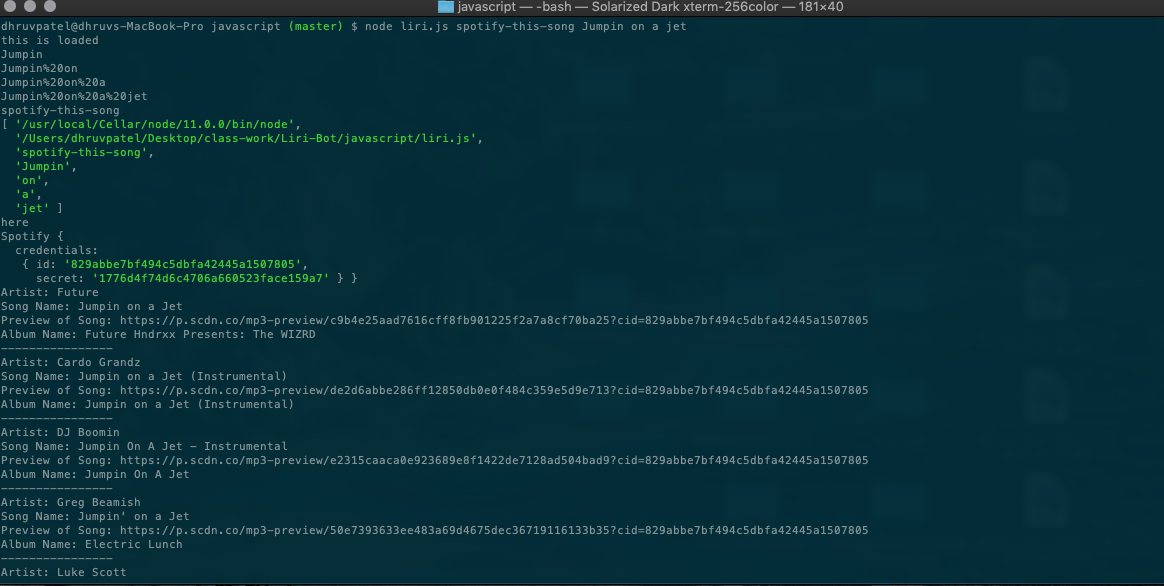 javascript — -bash — Solarized Dark xterm-256color — 181×40
dhruvpatel@dhruvs-MacBook-Pro javascript (master) $ node liri.js spotify-this-song Jumpin on a jet
this is loaded
Jumpin
Jumpin%20on
Jumpin%20on%20a
Jumpin%20on%20a%20jet
spotify-this-song
[ '/usr/local/Cellar/node/11.0.0/bin/node',
'/Users/dhruvpatel/Desktop/class-work/Liri-Bot/javascript/liri.js',
'spotify-this-song',
'Jumpin',
'on',
'a',
'jet' ]
here
Spotify {
credentials:
{ id: '829abbe7bf494c5dbfa42445a1507805',
secret: '1776d4f74d6c4706a660523face159a7' } }
Artist: Future
Song Name: Jumpin on a Jet
Preview of Song: https://p.scdn.co/mp3-preview/c9b4e25aad7616cff8fb901225f2a7a8cf70ba25?cid=829abbe7bf494c5dbfa42445a1507805
Album Name: Future Hndrxx Presents: The WIZRD
----------------
Artist: Cardo Grandz
Song Name: Jumpin on a Jet (Instrumental)
Preview of Song: https://p.scdn.co/mp3-preview/de2d6abbe286ff12850db0e0f484c359e5d9e713?cid=829abbe7bf494c5dbfa42445a1507805
Album Name: Jumpin on a Jet (Instrumental)
----------------
Artist: DJ Boomin
Song Name: Jumpin On A Jet - Instrumental
Preview of Song: https://p.scdn.co/mp3-preview/e2315caaca0e923689e8f1422de7128ad504bad9?cid=829abbe7bf494c5dbfa42445a1507805
Album Name: Jumpin On A Jet
----------------
Artist: Greg Beamish
Song Name: Jumpin' on a Jet
Preview of Song: https://p.scdn.co/mp3-preview/50e7393633ee483a69d4675dec36719116133b35?cid=829abbe7bf494c5dbfa42445a1507805
Album Name: Electric Lunch
----------------
Artist: Luke Scott